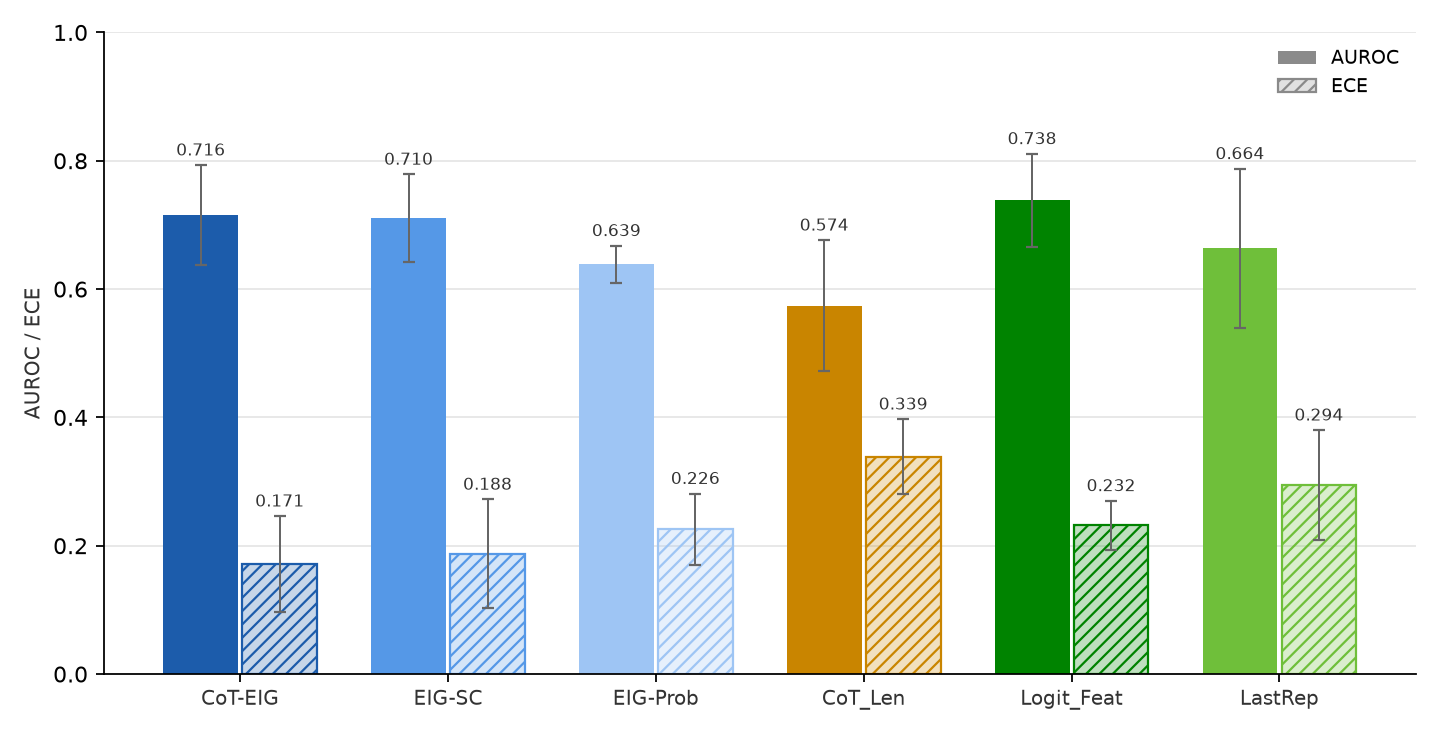 1.0
0.8
0.6
0.4
0.2
0.0
AUROC / ECE
AUROC
ECE
0.716
0.171
0.710
0.188
0.639
0.226
0.574
0.339
0.738
0.232
0.664
0.294
CoT-EIG
EIG-SC
EIG-Prob
CoT_Len
Logit_Feat
LastRep